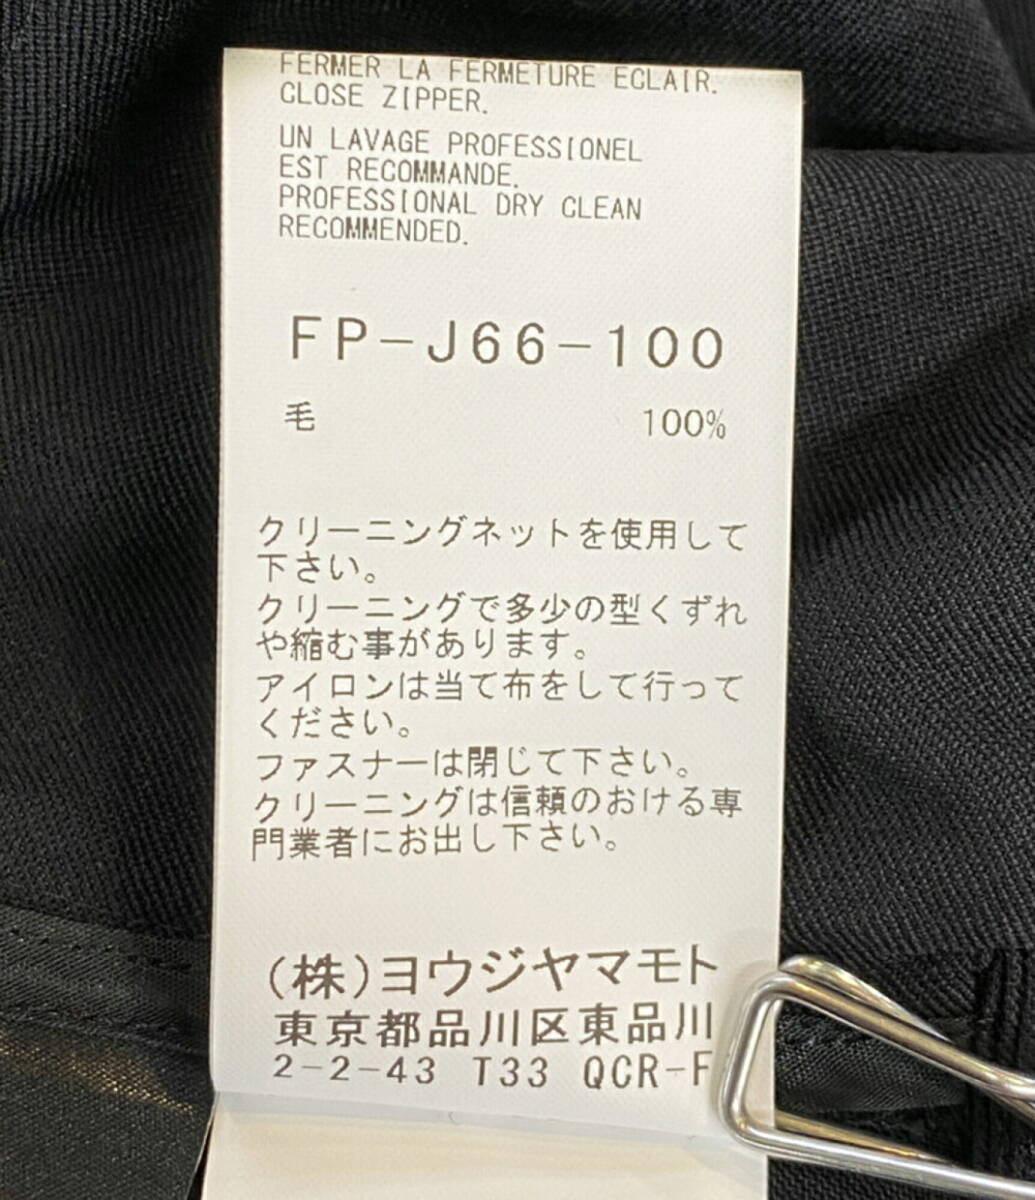 FERMER LA FERMETURE ECLAIR.
CLOSE ZIPPER.
UN LAVAGE PROFESSIONEL
EST RECOMMANDE.
PROFESSIONAL DRY CLEAN
RECOMMENDED.
FP-J66-100
毛 100%
クリーニングネットを使用して
下さい。
クリーニングで多少の型くずれ
や縮む事があります。
アイロンは当て布をして行って
ください。
ファスナーは閉じて下さい。
クリーニングは信頼のおける専
門業者にお出し下さい。
(株)ヨウジヤマモト
東京都品川区東品川
2-2-43 T33 QCR-F